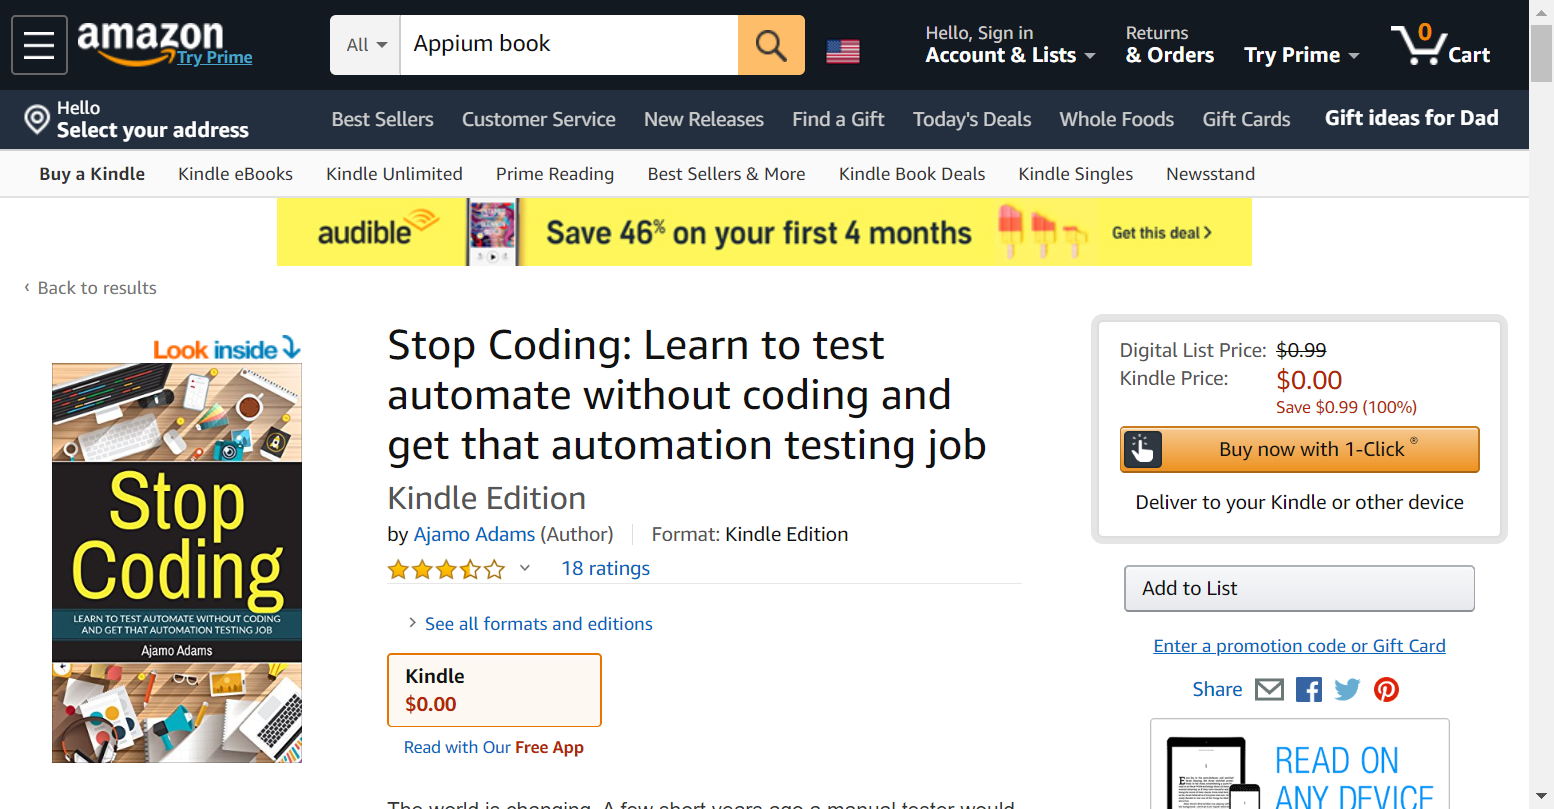 amazon
Try Prime
All
Appium book
Hello, Sign in
Account & Lists
Returns
& Orders
Try Prime
0
Cart
Hello
Select your address
Best Sellers
Customer Service
New Releases
Find a Gift
Today's Deals
Whole Foods
Gift Cards
Gift ideas for Dad
Buy a Kindle
Kindle eBooks
Kindle Unlimited
Prime Reading
Best Sellers & More
Kindle Book Deals
Kindle Singles
Newsstand
audible
Save 46% on your first 4 months
Get this deal >
‹ Back to results
Look inside
Stop
Coding
LEARN TO TEST AUTOMATE WITHOUT CODING
AND GET THAT AUTOMATION TESTING JOB
Ajamo Adams
Stop Coding: Learn to test
automate without coding and
get that automation testing job
Kindle Edition
by Ajamo Adams (Author)
Format: Kindle Edition
18 ratings
See all formats and editions
Kindle
$0.00
Read with Our Free App
The world is changing. A few short years ago a manual tester would
Digital List Price: $0.99
Kindle Price: $0.00
Save $0.99 (100%)
Buy now with 1-Click ®
Deliver to your Kindle or other device
Add to List
Enter a promotion code or Gift Card
Share
READ ON
ANY DEVICE